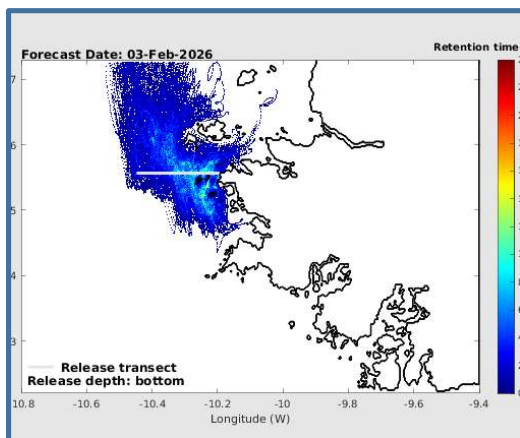 Forecast Date: 03-Feb-2026
Retention time
7
6
5
4
3
Release transect
Release depth: bottom
-10.8
-10.6
-10.4
-10.2
-10
-9.8
-9.6
-9.4
Longitude (W)